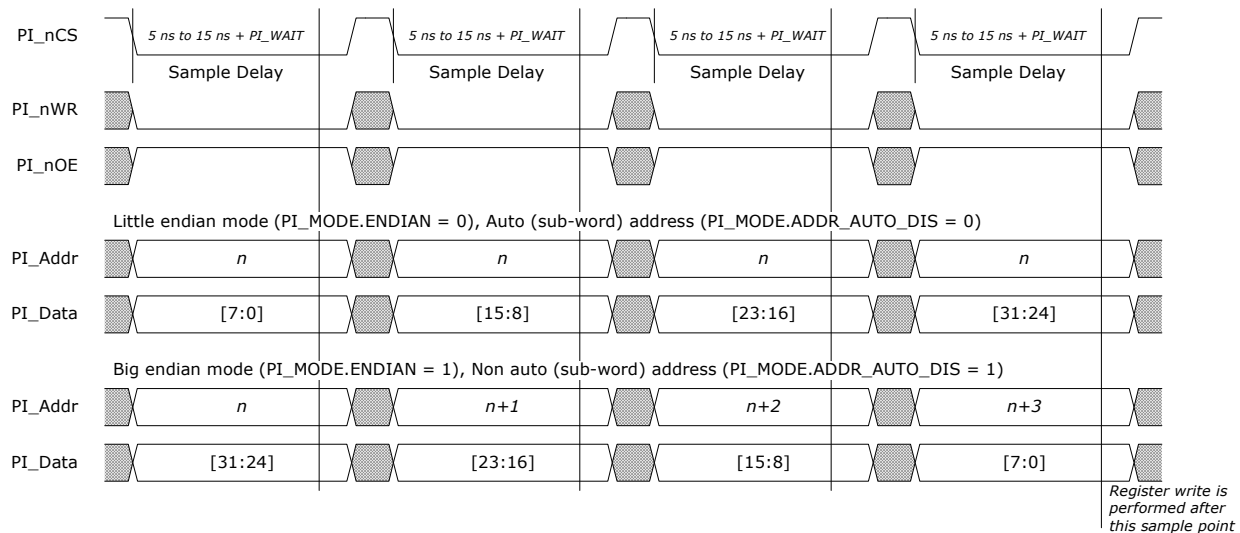 PI_nCS 5 ns to 15 ns + PI_WAIT 5 ns to 15 ns + PI_WAIT 5 ns to 15 ns + PI_WAIT 5 ns to 15 ns + PI_WAIT
Sample Delay Sample Delay Sample Delay Sample Delay
PI_nWR
PI_nOE
Little endian mode (PI_MODE.ENDIAN = 0), Auto (sub-word) address (PI_MODE.ADDR_AUTO_DIS = 0)
PI_Addr n n n n
PI_Data [7:0] [15:8] [23:16] [31:24]
Big endian mode (PI_MODE.ENDIAN = 1), Non auto (sub-word) address (PI_MODE.ADDR_AUTO_DIS = 1)
PI_Addr n n+1 n+2 n+3
PI_Data [31:24] [23:16] [15:8] [7:0]
Register write is
performed after
this sample point